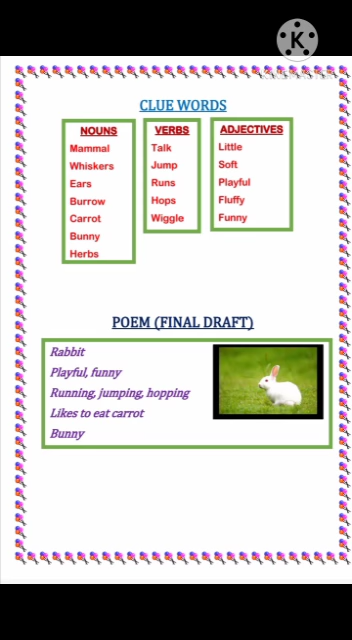 K
CLUE WORDS
NOUNS
Mammal
Whiskers
Ears
Burrow
Carrot
Bunny
Herbs
VERBS
Talk
Jump
Runs
Hops
Wiggle
ADJECTIVES
Little
Soft
Playful
Fluffy
Funny
POEM (FINAL DRAFT)
Rabbit
Playful, funny
Running, jumping, hopping
Likes to eat carrot
Bunny